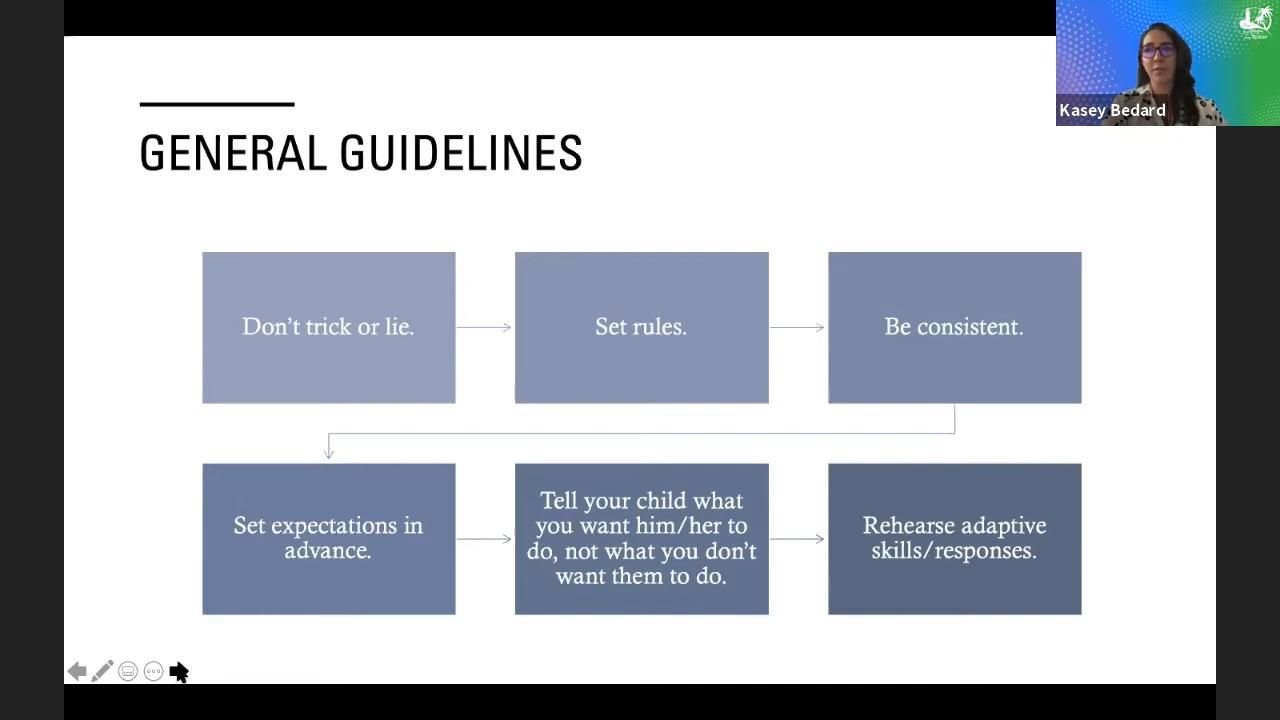 Kasey Bedard
GENERAL GUIDELINES
Don’t trick or lie.
Set rules.
Be consistent.
Set expectations in
advance.
Tell your child what
you want him/her to
do, not what you don’t
want them to do.
Rehearse adaptive
skills/responses.